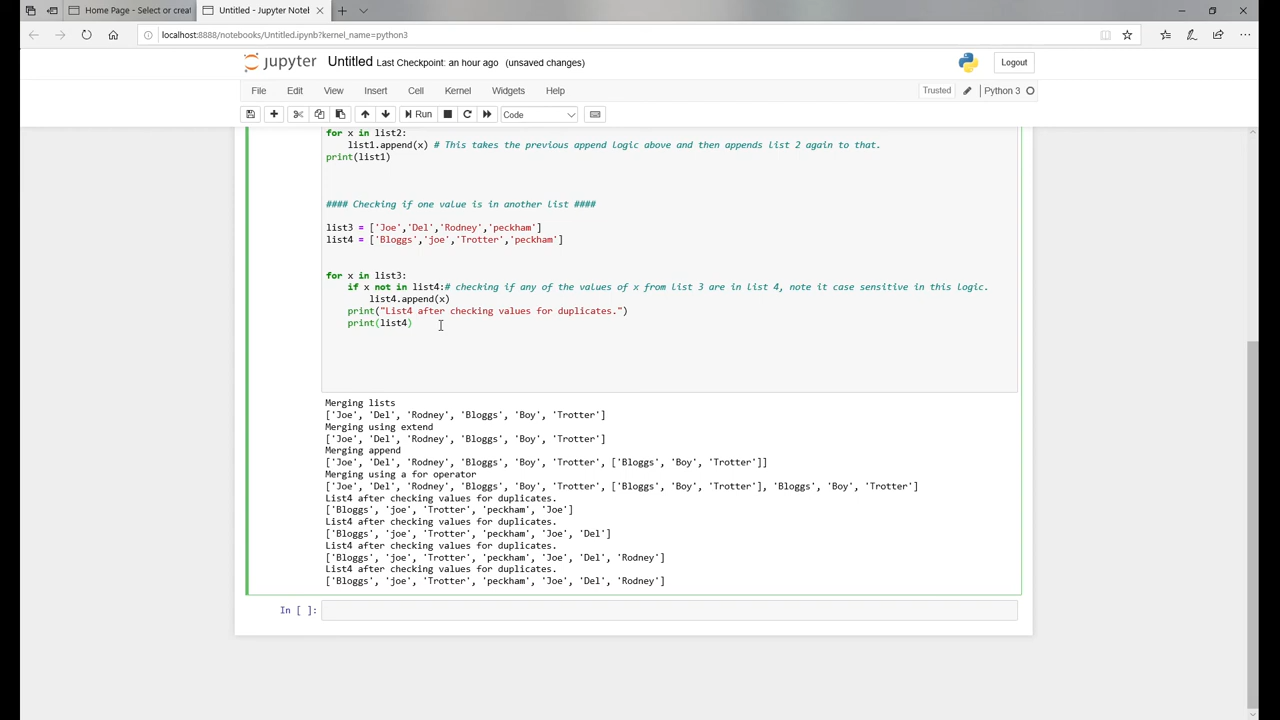 Home Page - Select or creat
Untitled - Jupyter Noteb
localhost:8888/notebooks/Untitled.ipynb?kernel_name=python3
jupyter Untitled Last Checkpoint: an hour ago (unsaved changes)
Logout
File Edit View Insert Cell Kernel Widgets Help
Trusted
Python 3
Run
Code
for x in list2:
    list1.append(x) # This takes the previous append logic above and then appends list 2 again to that.
print(list1)
#### Checking if one value is in another list ####
list3 = ['Joe','Del','Rodney','peckham']
list4 = ['Bloggs','joe','Trotter','peckham']
for x in list3:
    if x not in list4:# checking if any of the values of x from list 3 are in list 4, note it case sensitive in this logic.
        list4.append(x)
    print("List4 after checking values for duplicates.")
    print(list4)
Merging lists
['Joe', 'Del', 'Rodney', 'Bloggs', 'Boy', 'Trotter']
Merging using extend
['Joe', 'Del', 'Rodney', 'Bloggs', 'Boy', 'Trotter']
Merging append
['Joe', 'Del', 'Rodney', 'Bloggs', 'Boy', 'Trotter', ['Bloggs', 'Boy', 'Trotter']]
Merging using a for operator
['Joe', 'Del', 'Rodney', 'Bloggs', 'Boy', 'Trotter', ['Bloggs', 'Boy', 'Trotter'], 'Bloggs', 'Boy', 'Trotter']
List4 after checking values for duplicates.
['Bloggs', 'joe', 'Trotter', 'peckham', 'Joe']
List4 after checking values for duplicates.
['Bloggs', 'joe', 'Trotter', 'peckham', 'Joe', 'Del']
List4 after checking values for duplicates.
['Bloggs', 'joe', 'Trotter', 'peckham', 'Joe', 'Del', 'Rodney']
List4 after checking values for duplicates.
['Bloggs', 'joe', 'Trotter', 'peckham', 'Joe', 'Del', 'Rodney']
In [ ]: